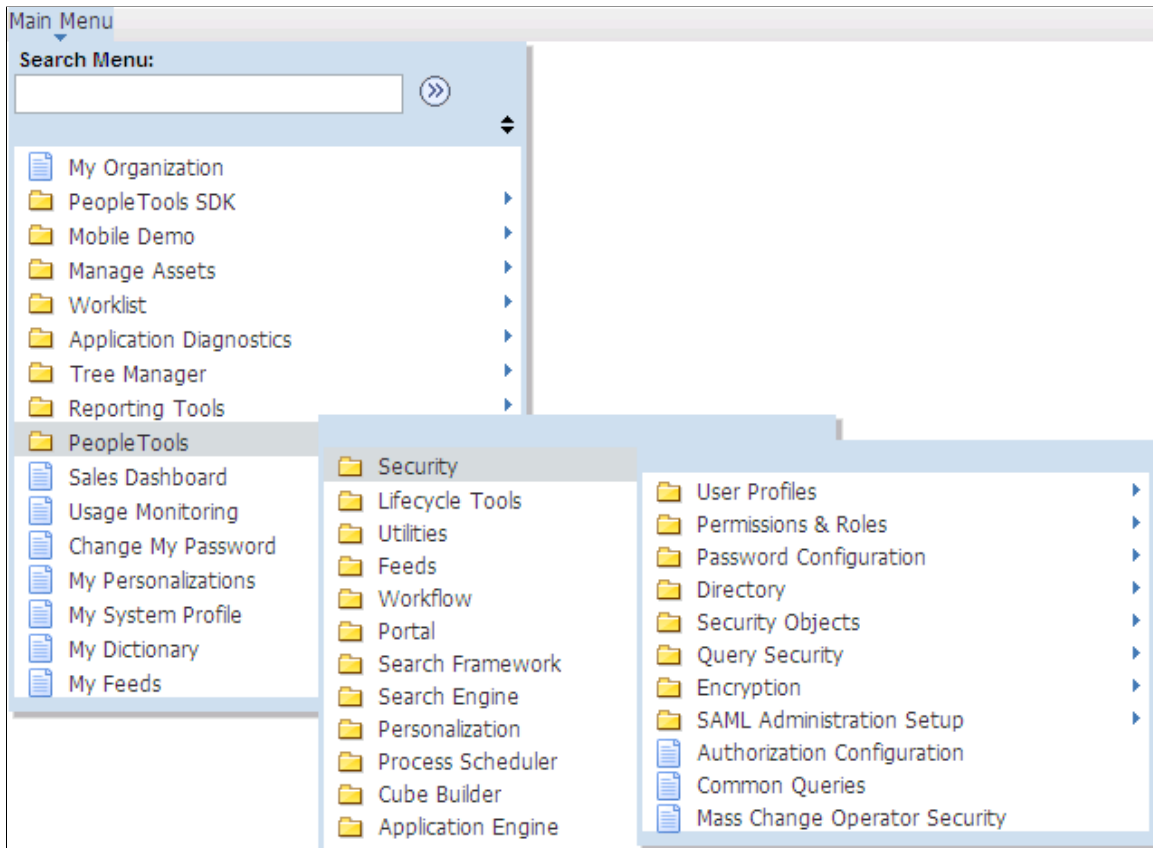 Main Menu
Search Menu:
My Organization
PeopleTools SDK
Mobile Demo
Manage Assets
Worklist
Application Diagnostics
Tree Manager
Reporting Tools
PeopleTools
Sales Dashboard
Usage Monitoring
Change My Password
My Personalizations
My System Profile
My Dictionary
My Feeds
Security
Lifecycle Tools
Utilities
Feeds
Workflow
Portal
Search Framework
Search Engine
Personalization
Process Scheduler
Cube Builder
Application Engine
User Profiles
Permissions & Roles
Password Configuration
Directory
Security Objects
Query Security
Encryption
SAML Administration Setup
Authorization Configuration
Common Queries
Mass Change Operator Security